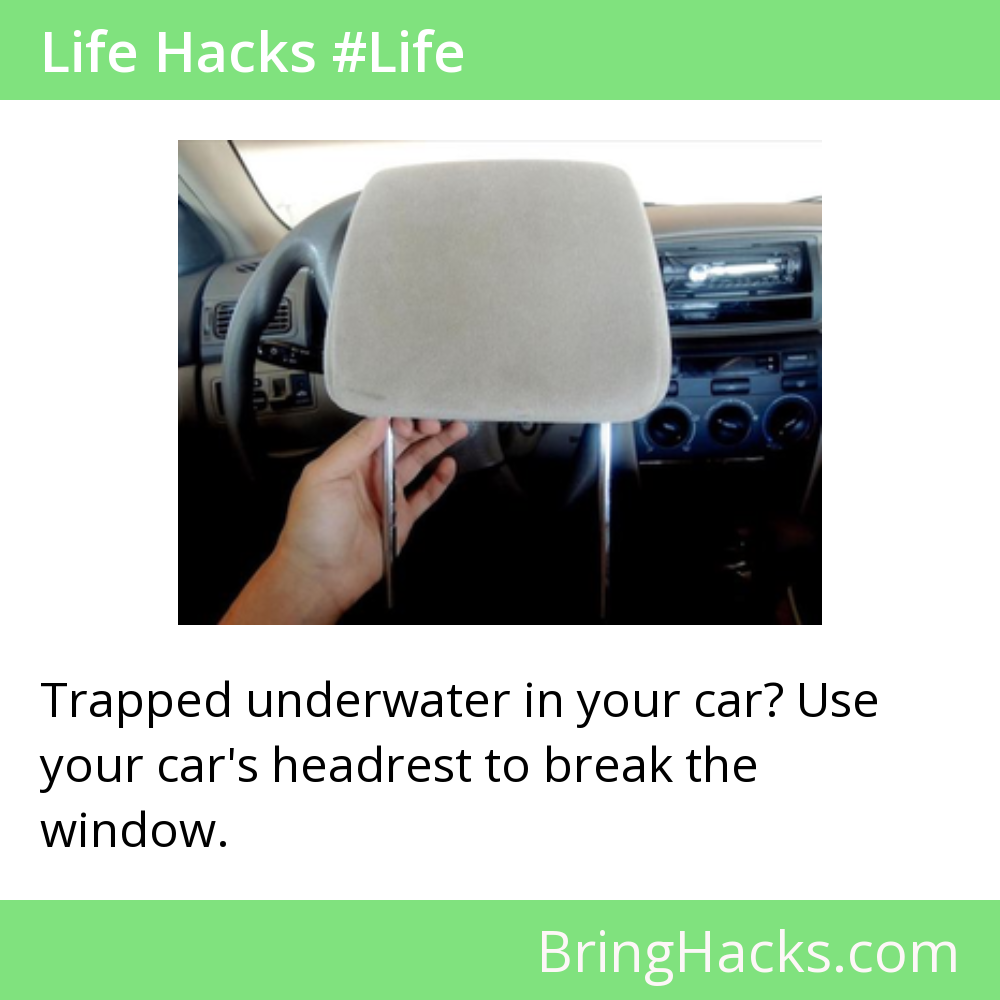 Life Hacks #Life
Trapped underwater in your car? Use
your car's headrest to break the
window.
BringHacks.com